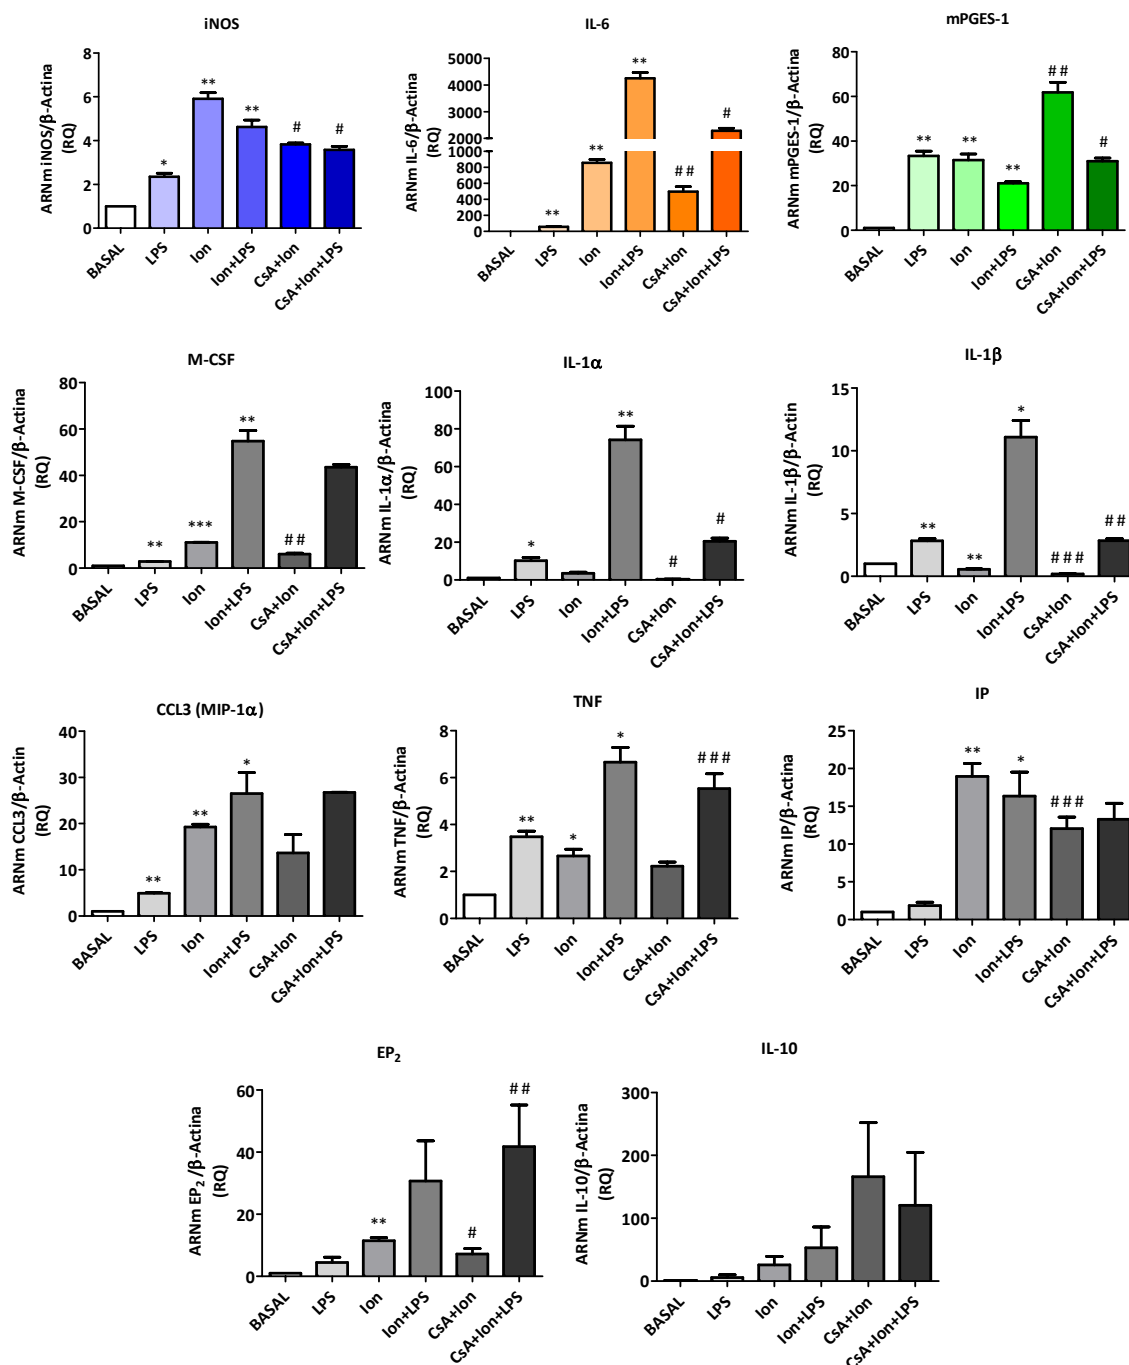 iNOS
ARNm iNOS/β-Actina
(RQ)
8
6
4
2
0
*
**
**
#
#
BASAL
LPS
Ion
Ion+LPS
CsA+Ion
CsA+Ion+LPS
IL-6
ARNm IL-6/β-Actina
(RQ)
5000
4000
3000
2000
1000
800
600
400
200
0
**
**
**
##
#
BASAL
LPS
Ion
Ion+LPS
CsA+Ion
CsA+Ion+LPS
mPGES-1
ARNm mPGES-1/β-Actina
(RQ)
80
60
40
20
0
**
**
**
##
#
BASAL
LPS
Ion
Ion+LPS
CsA+Ion
CsA+Ion+LPS
M-CSF
ARNm M-CSF/β-Actina
(RQ)
80
60
40
20
0
**
***
**
##
BASAL
LPS
Ion
Ion+LPS
CsA+Ion
CsA+Ion+LPS
IL-1α
ARNm IL-1α/β-Actina
(RQ)
100
80
60
40
20
0
*
**
#
#
BASAL
LPS
Ion
Ion+LPS
CsA+Ion
CsA+Ion+LPS
IL-1β
ARNm IL-1β/β-Actin
(RQ)
15
10
5
0
**
**
*
###
##
BASAL
LPS
Ion
Ion+LPS
CsA+Ion
CsA+Ion+LPS
CCL3 (MIP-1α)
ARNm CCL3/β-Actin
(RQ)
40
30
20
10
0
**
**
*
BASAL
LPS
Ion
Ion+LPS
CsA+Ion
CsA+Ion+LPS
TNF
ARNm TNF/β-Actina
(RQ)
8
6
4
2
0
**
*
*
###
BASAL
LPS
Ion
Ion+LPS
CsA+Ion
CsA+Ion+LPS
IP
ARNm IP/β-Actina
(RQ)
25
20
15
10
5
0
**
*
###
BASAL
LPS
Ion
Ion+LPS
CsA+Ion
CsA+Ion+LPS
EP2
ARNm EP2 /β-Actina
(RQ)
60
40
20
0
**
#
##
BASAL
LPS
Ion
Ion+LPS
CsA+Ion
CsA+Ion+LPS
IL-10
ARNm IL-10/β-Actina
(RQ)
300
200
100
0
BASAL
LPS
Ion
Ion+LPS
CsA+Ion
CsA+Ion+LPS